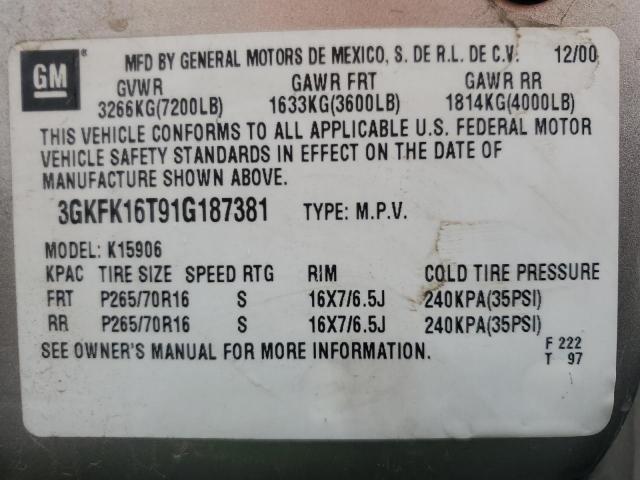 GM
MFD BY GENERAL MOTORS DE MEXICO, S. DE R.L. DE C.V. 12/00
GVWR GAWR FRT GAWR RR
3266KG(7200LB) 1633KG(3600LB) 1814KG(4000LB)
THIS VEHICLE CONFORMS TO ALL APPLICABLE U.S. FEDERAL MOTOR
VEHICLE SAFETY STANDARDS IN EFFECT ON THE DATE OF
MANUFACTURE SHOWN ABOVE.
3GKFK16T91G187381 TYPE: M.P.V.
MODEL: K15906
KPAC TIRE SIZE SPEED RTG RIM COLD TIRE PRESSURE
FRT P265/70R16 S 16X7/6.5J 240KPA(35PSI)
RR P265/70R16 S 16X7/6.5J 240KPA(35PSI)
SEE OWNER'S MANUAL FOR MORE INFORMATION. F 222
T 97